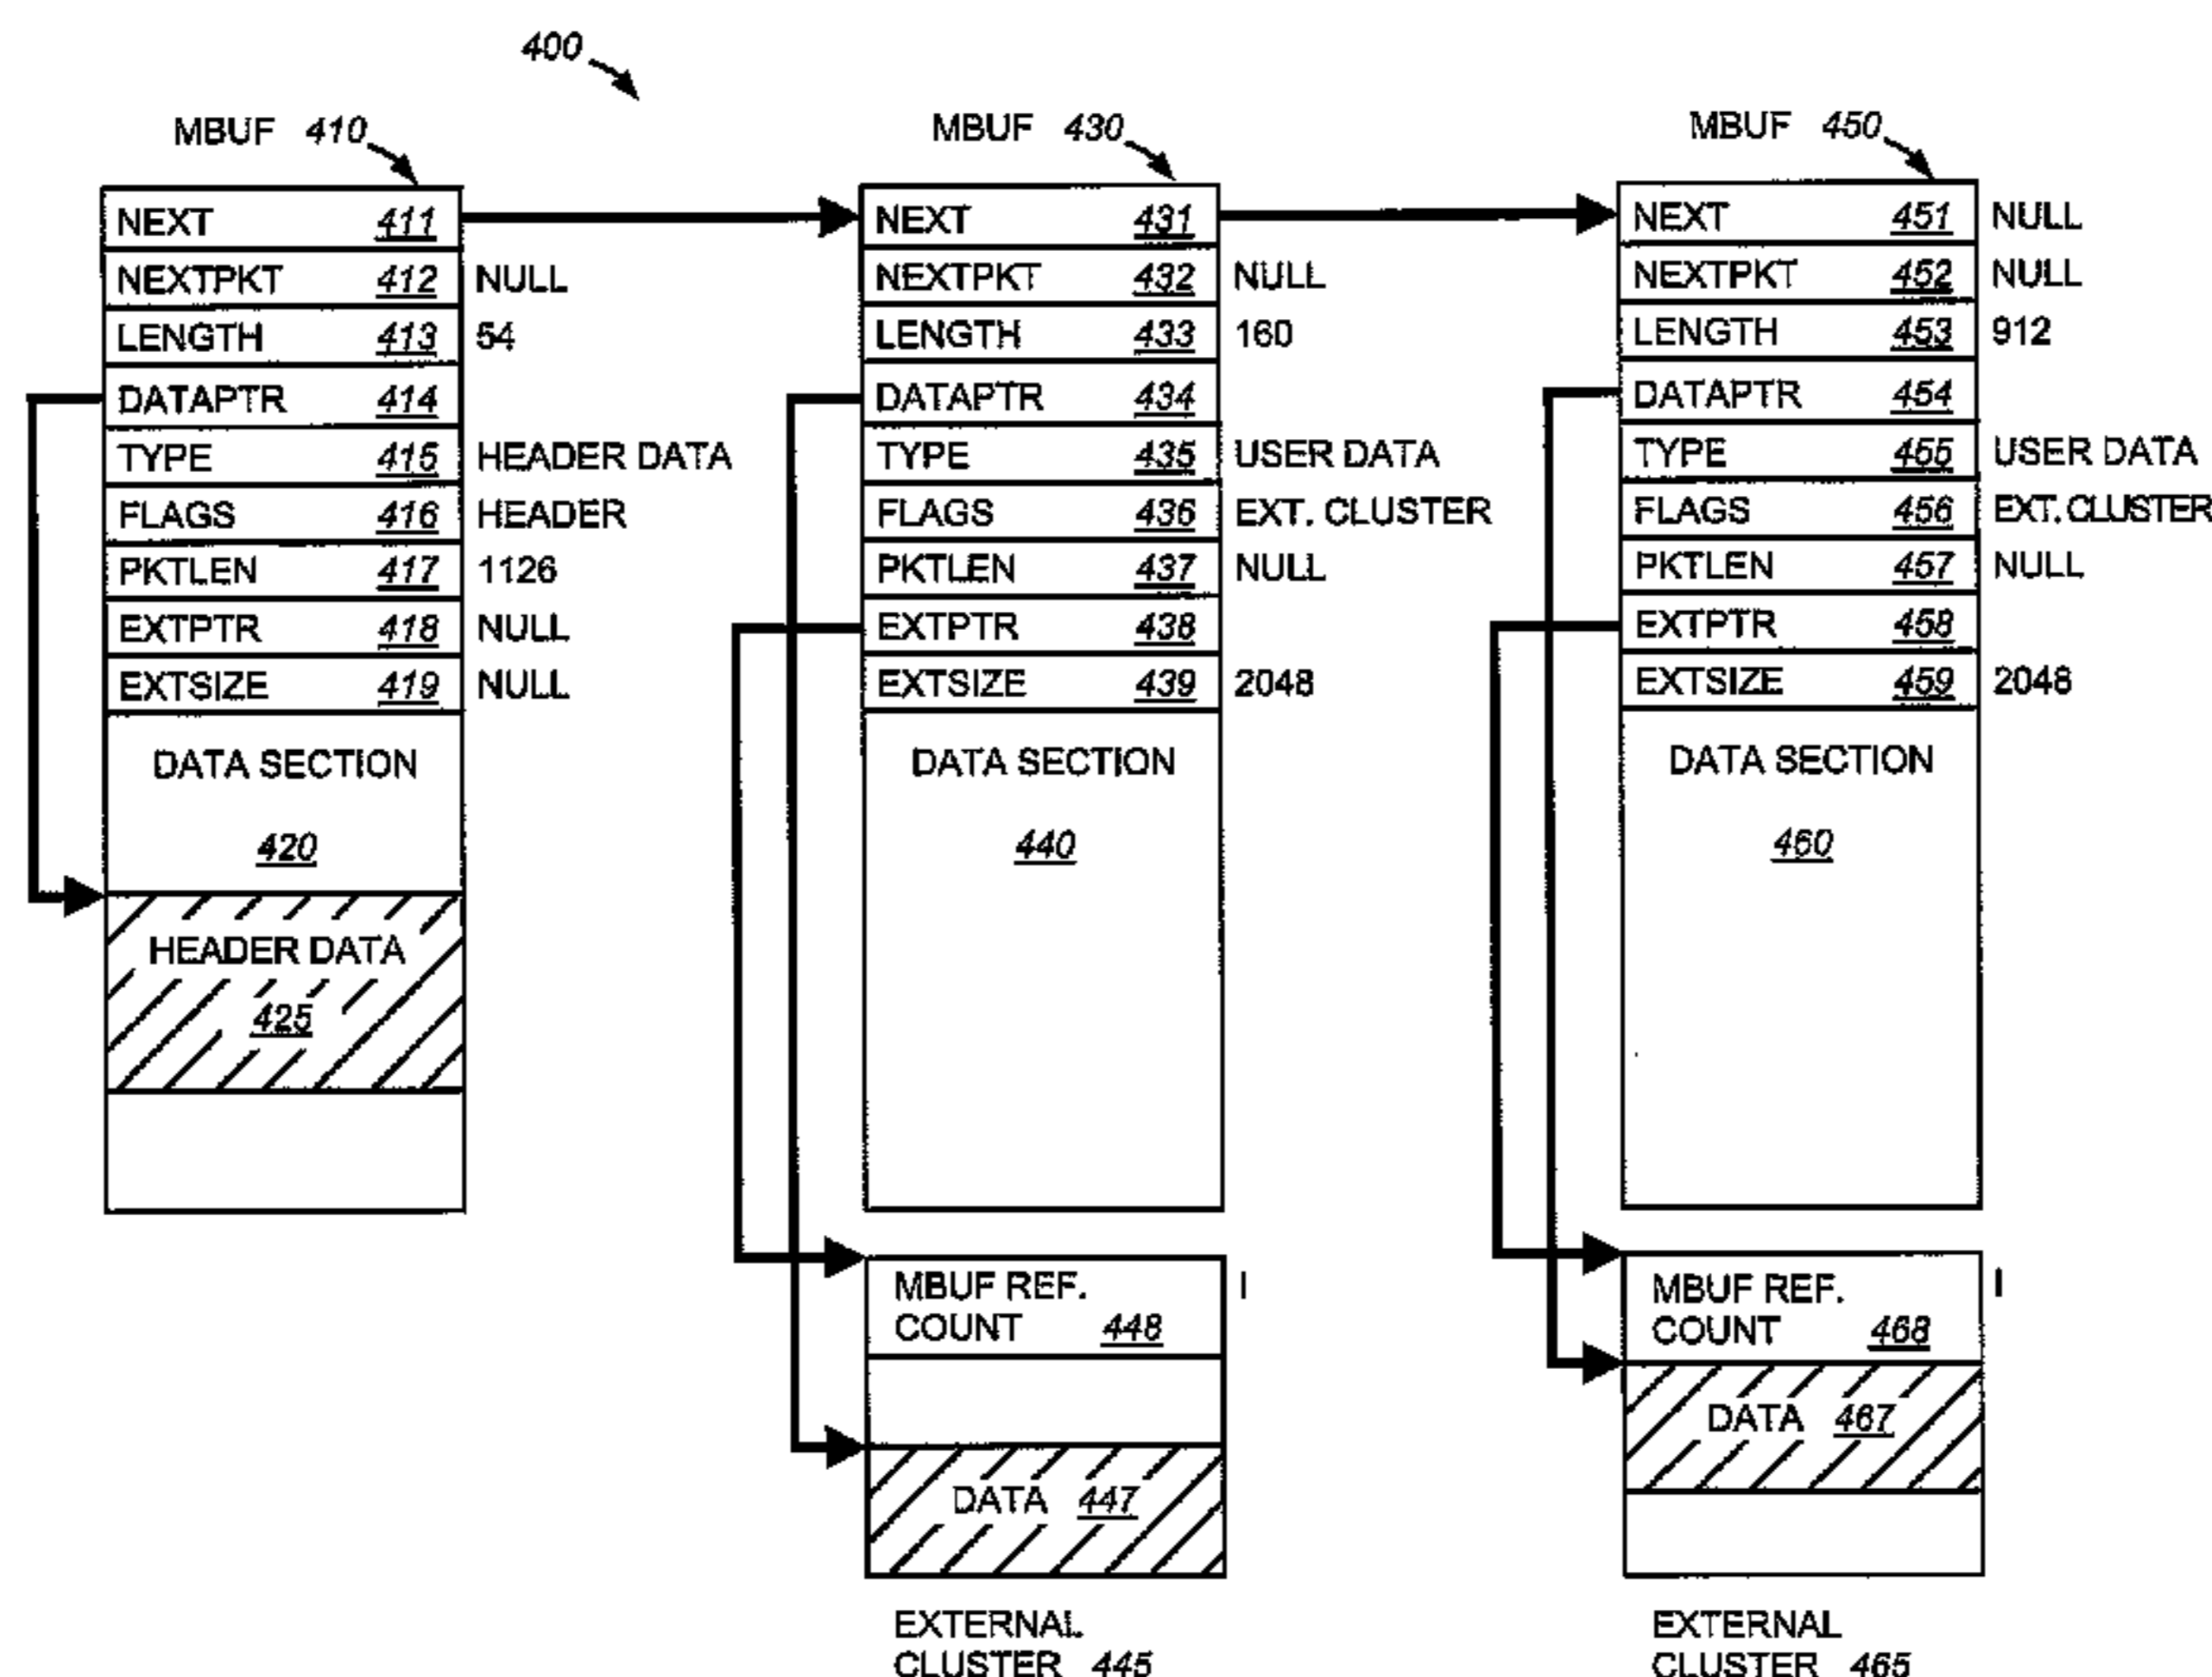 400
MBUF 410
NEXT 411
NEXTPKT 412 NULL
LENGTH 413 54
DATAPTR 414
TYPE 415 HEADER DATA
FLAGS 416 HEADER
PKTLEN 417 1126
EXTPTR 418 NULL
EXTSIZE 419 NULL
DATA SECTION
420
HEADER DATA
425
MBUF 430
NEXT 431
NEXTPKT 432 NULL
LENGTH 433 160
DATAPTR 434
TYPE 435 USER DATA
FLAGS 436 EXT. CLUSTER
PKTLEN 437 NULL
EXTPTR 438
EXTSIZE 439 2048
DATA SECTION
440
MBUF REF. 1
COUNT 448
DATA 447
EXTERNAL
CLUSTER 445
MBUF 450
NEXT 451 NULL
NEXTPKT 452 NULL
LENGTH 453 912
DATAPTR 454
TYPE 455 USER DATA
FLAGS 456 EXT. CLUSTER
PKTLEN 457 NULL
EXTPTR 458
EXTSIZE 459 2048
DATA SECTION
460
MBUF REF. 1
COUNT 468
DATA 467
EXTERNAL
CLUSTER 465